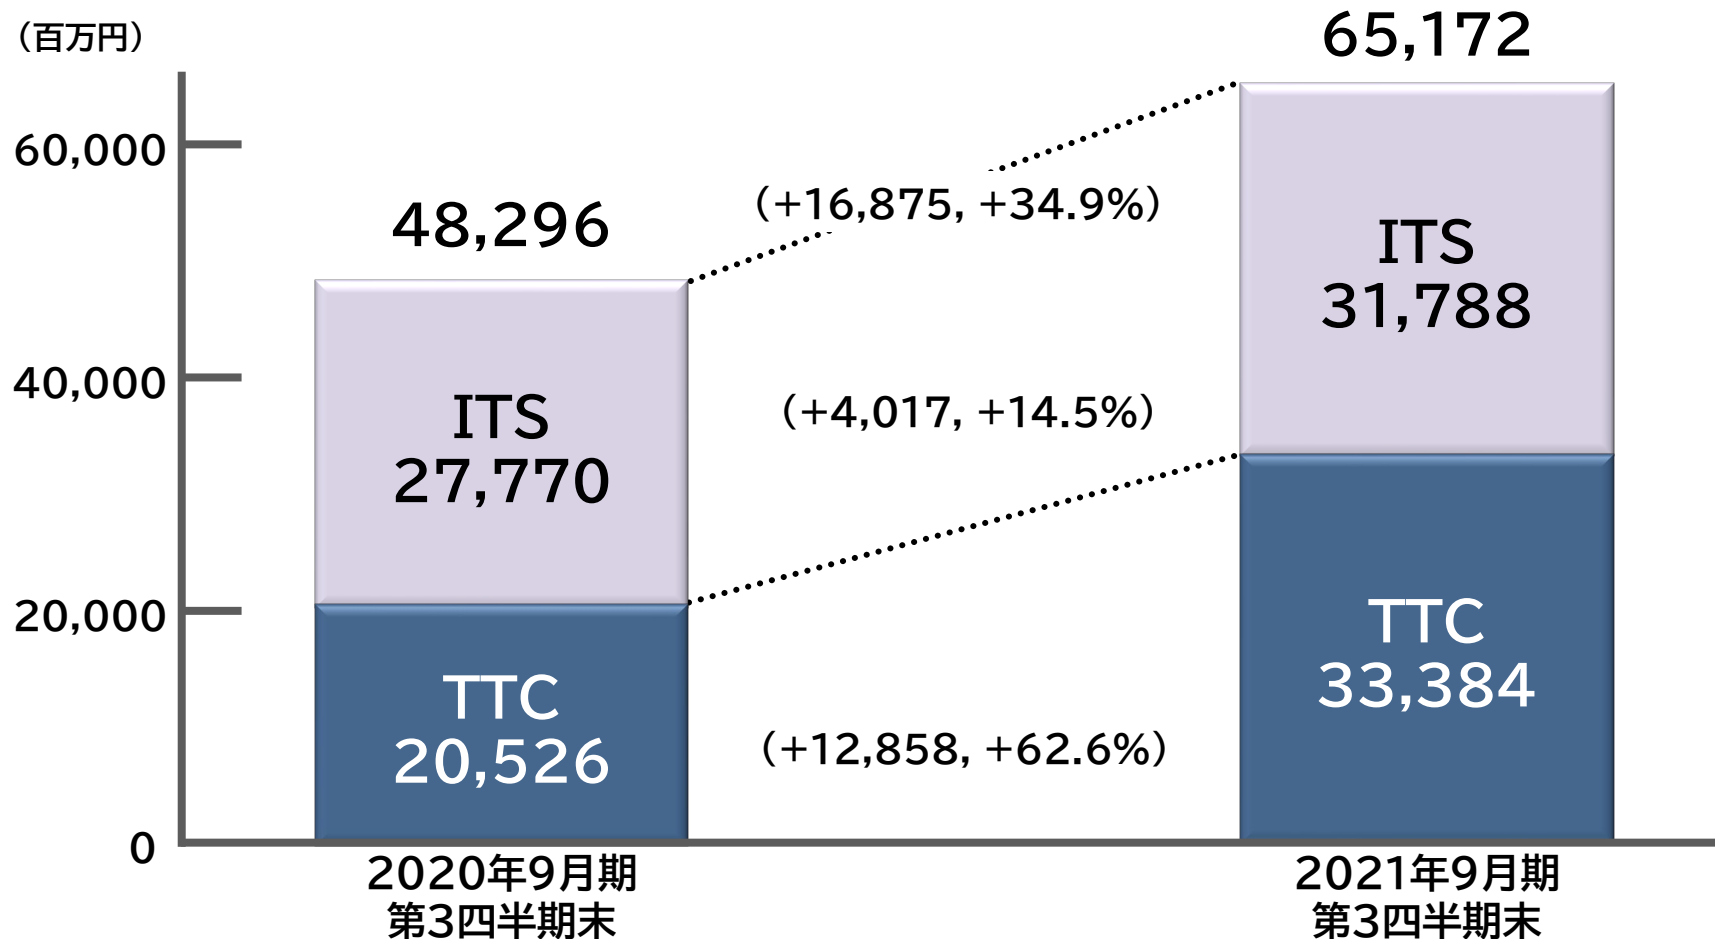 （百万円）
65,172
60,000
48,296
（+16,875, +34.9%）
ITS
31,788
40,000
ITS
27,770
（+4,017, +14.5%）
20,000
TTC
20,526
TTC
33,384
（+12,858, +62.6%）
0
2020年9月期
第3四半期末
2021年9月期
第3四半期末